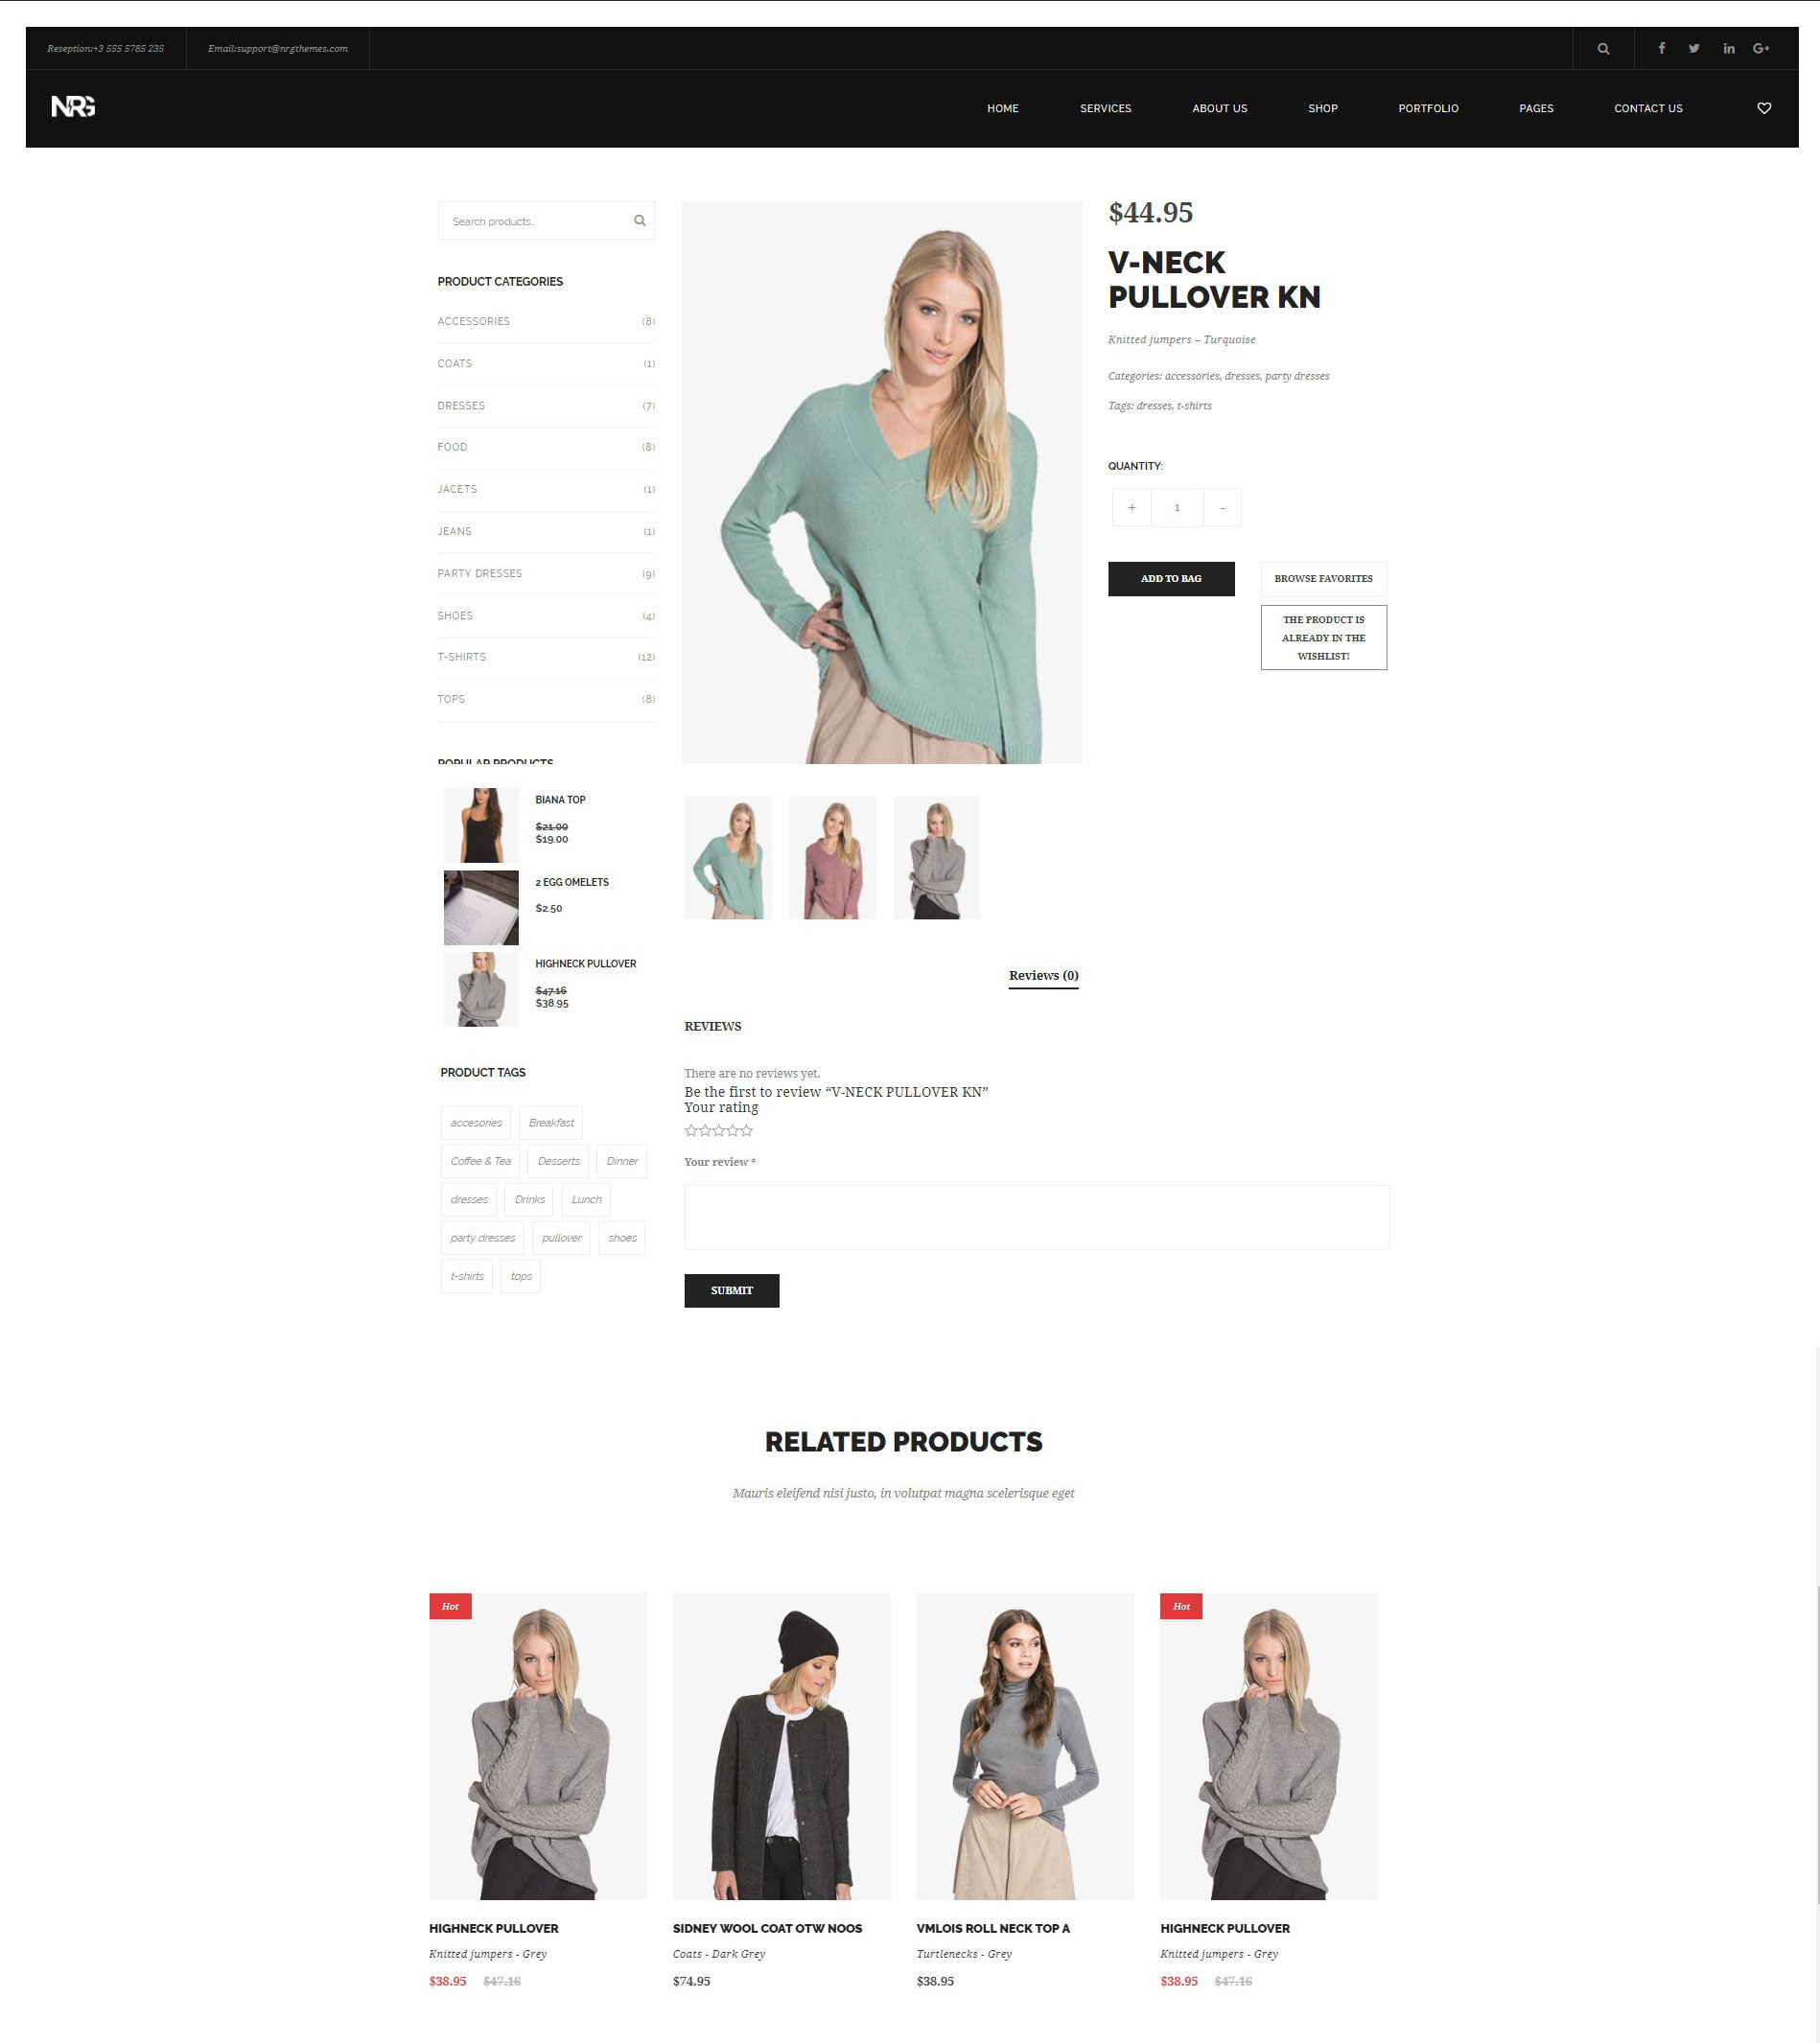 Reseption:+3 555 5785 235
Email:support@nrgthemes.com
NRG
HOME SERVICES ABOUT US SHOP PORTFOLIO PAGES CONTACT US
Search products..
PRODUCT CATEGORIES
ACCESSORIES (8)
COATS (1)
DRESSES (7)
FOOD (8)
JACETS (1)
JEANS (1)
PARTY DRESSES (9)
SHOES (4)
T-SHIRTS (12)
TOPS (8)
POPULAR PRODUCTS
BIANA TOP
$21.00
$19.00
2 EGG OMELETS
$2.50
HIGHNECK PULLOVER
$47.16
$38.95
PRODUCT TAGS
accesories Breakfast
Coffee & Tea Desserts Dinner
dresses Drinks Lunch
party dresses pullover shoes
t-shirts tops
$44.95
V-NECK
PULLOVER KN
Knitted jumpers – Turquoise
Categories: accessories, dresses, party dresses
Tags: dresses, t-shirts
QUANTITY:
+ 1 -
ADD TO BAG
BROWSE FAVORITES
THE PRODUCT IS
ALREADY IN THE
WISHLIST!
Reviews (0)
REVIEWS
There are no reviews yet.
Be the first to review “V-NECK PULLOVER KN”
Your rating
Your review *
SUBMIT
RELATED PRODUCTS
Mauris eleifend nisi justo, in volutpat magna scelerisque eget
Hot
HIGHNECK PULLOVER
Knitted jumpers - Grey
$38.95 $47.16
SIDNEY WOOL COAT OTW NOOS
Coats - Dark Grey
$74.95
VMLOIS ROLL NECK TOP A
Turtlenecks - Grey
$38.95
Hot
HIGHNECK PULLOVER
Knitted jumpers - Grey
$38.95 $47.16